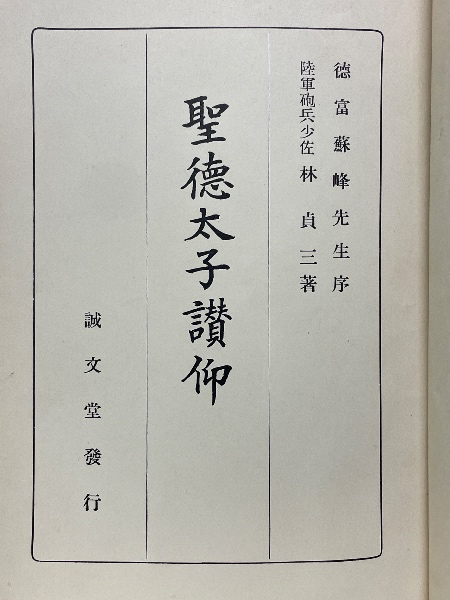 德富蘇峰先生序
陸軍砲兵少佐 林貞三著
聖德太子讃仰
誠文堂發行